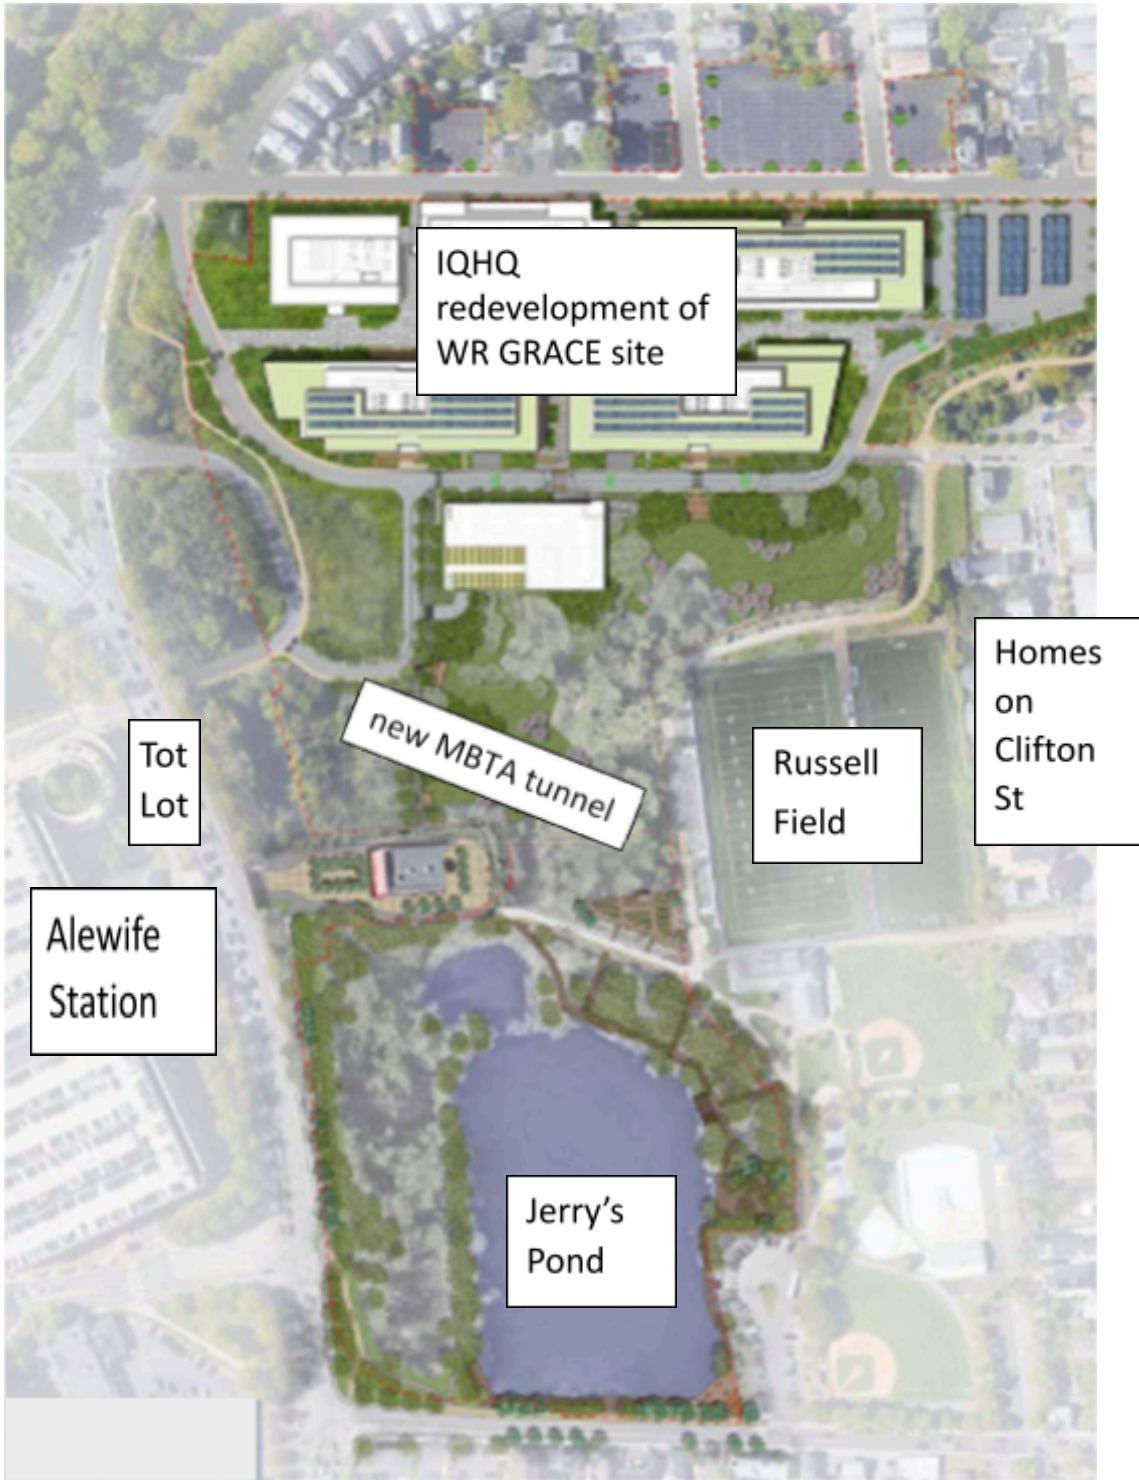 IQHQ
redevelopment of
WR GRACE site
Homes
on
Clifton
St
new MBTA tunnel
Tot
Lot
Russell
Field
Alewife
Station
Jerry’s
Pond